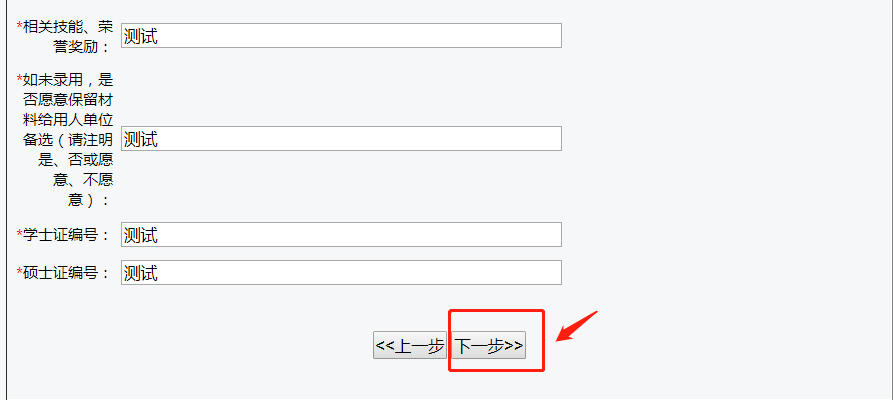 *相关技能、荣
誉奖励：
测试
*如未录用，是
否愿意保留材
料给用人单位
备选（请注明
是、否或愿
意、不愿
意）：
测试
*学士证编号：
测试
*硕士证编号：
测试
<<上一步 下一步>>